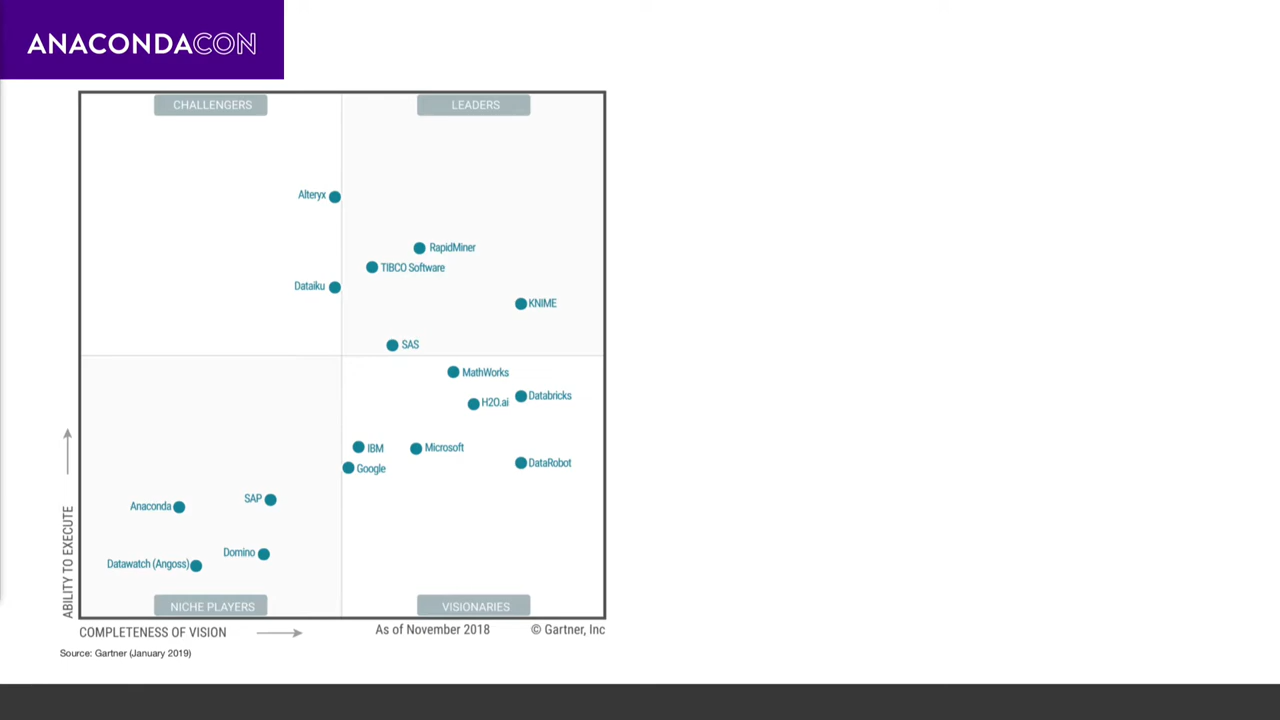 ANACONDACON
CHALLENGERS
LEADERS
Alteryx
RapidMiner
TIBCO Software
Dataiku
KNIME
SAS
MathWorks
Databricks
H2O.ai
IBM
Microsoft
Google
DataRobot
SAP
Anaconda
Domino
Datawatch (Angoss)
NICHE PLAYERS
VISIONARIES
ABILITY TO EXECUTE
COMPLETENESS OF VISION
As of November 2018
© Gartner, Inc
Source: Gartner (January 2019)